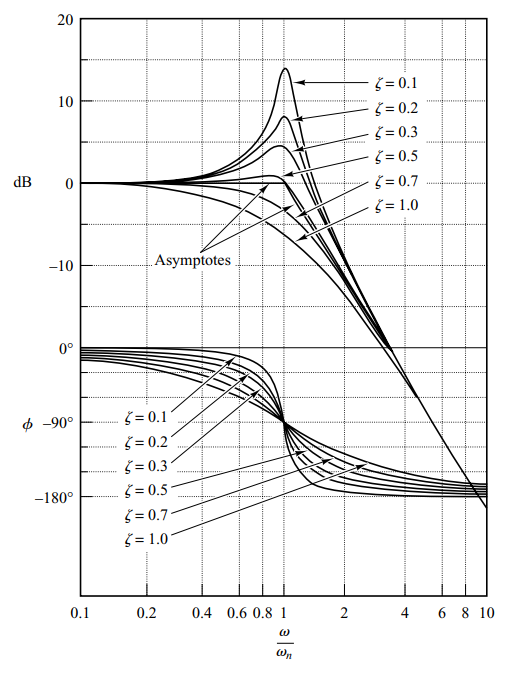 20
10
dB
0
–10
ζ = 0.1
ζ = 0.2
ζ = 0.3
ζ = 0.5
ζ = 0.7
ζ = 1.0
Asymptotes
0°
ϕ –90°
–180°
ζ = 0.1
ζ = 0.2
ζ = 0.3
ζ = 0.5
ζ = 0.7
ζ = 1.0
0.1 0.2 0.4 0.6 0.8 1 2 4 6 8 10
ω
ωn